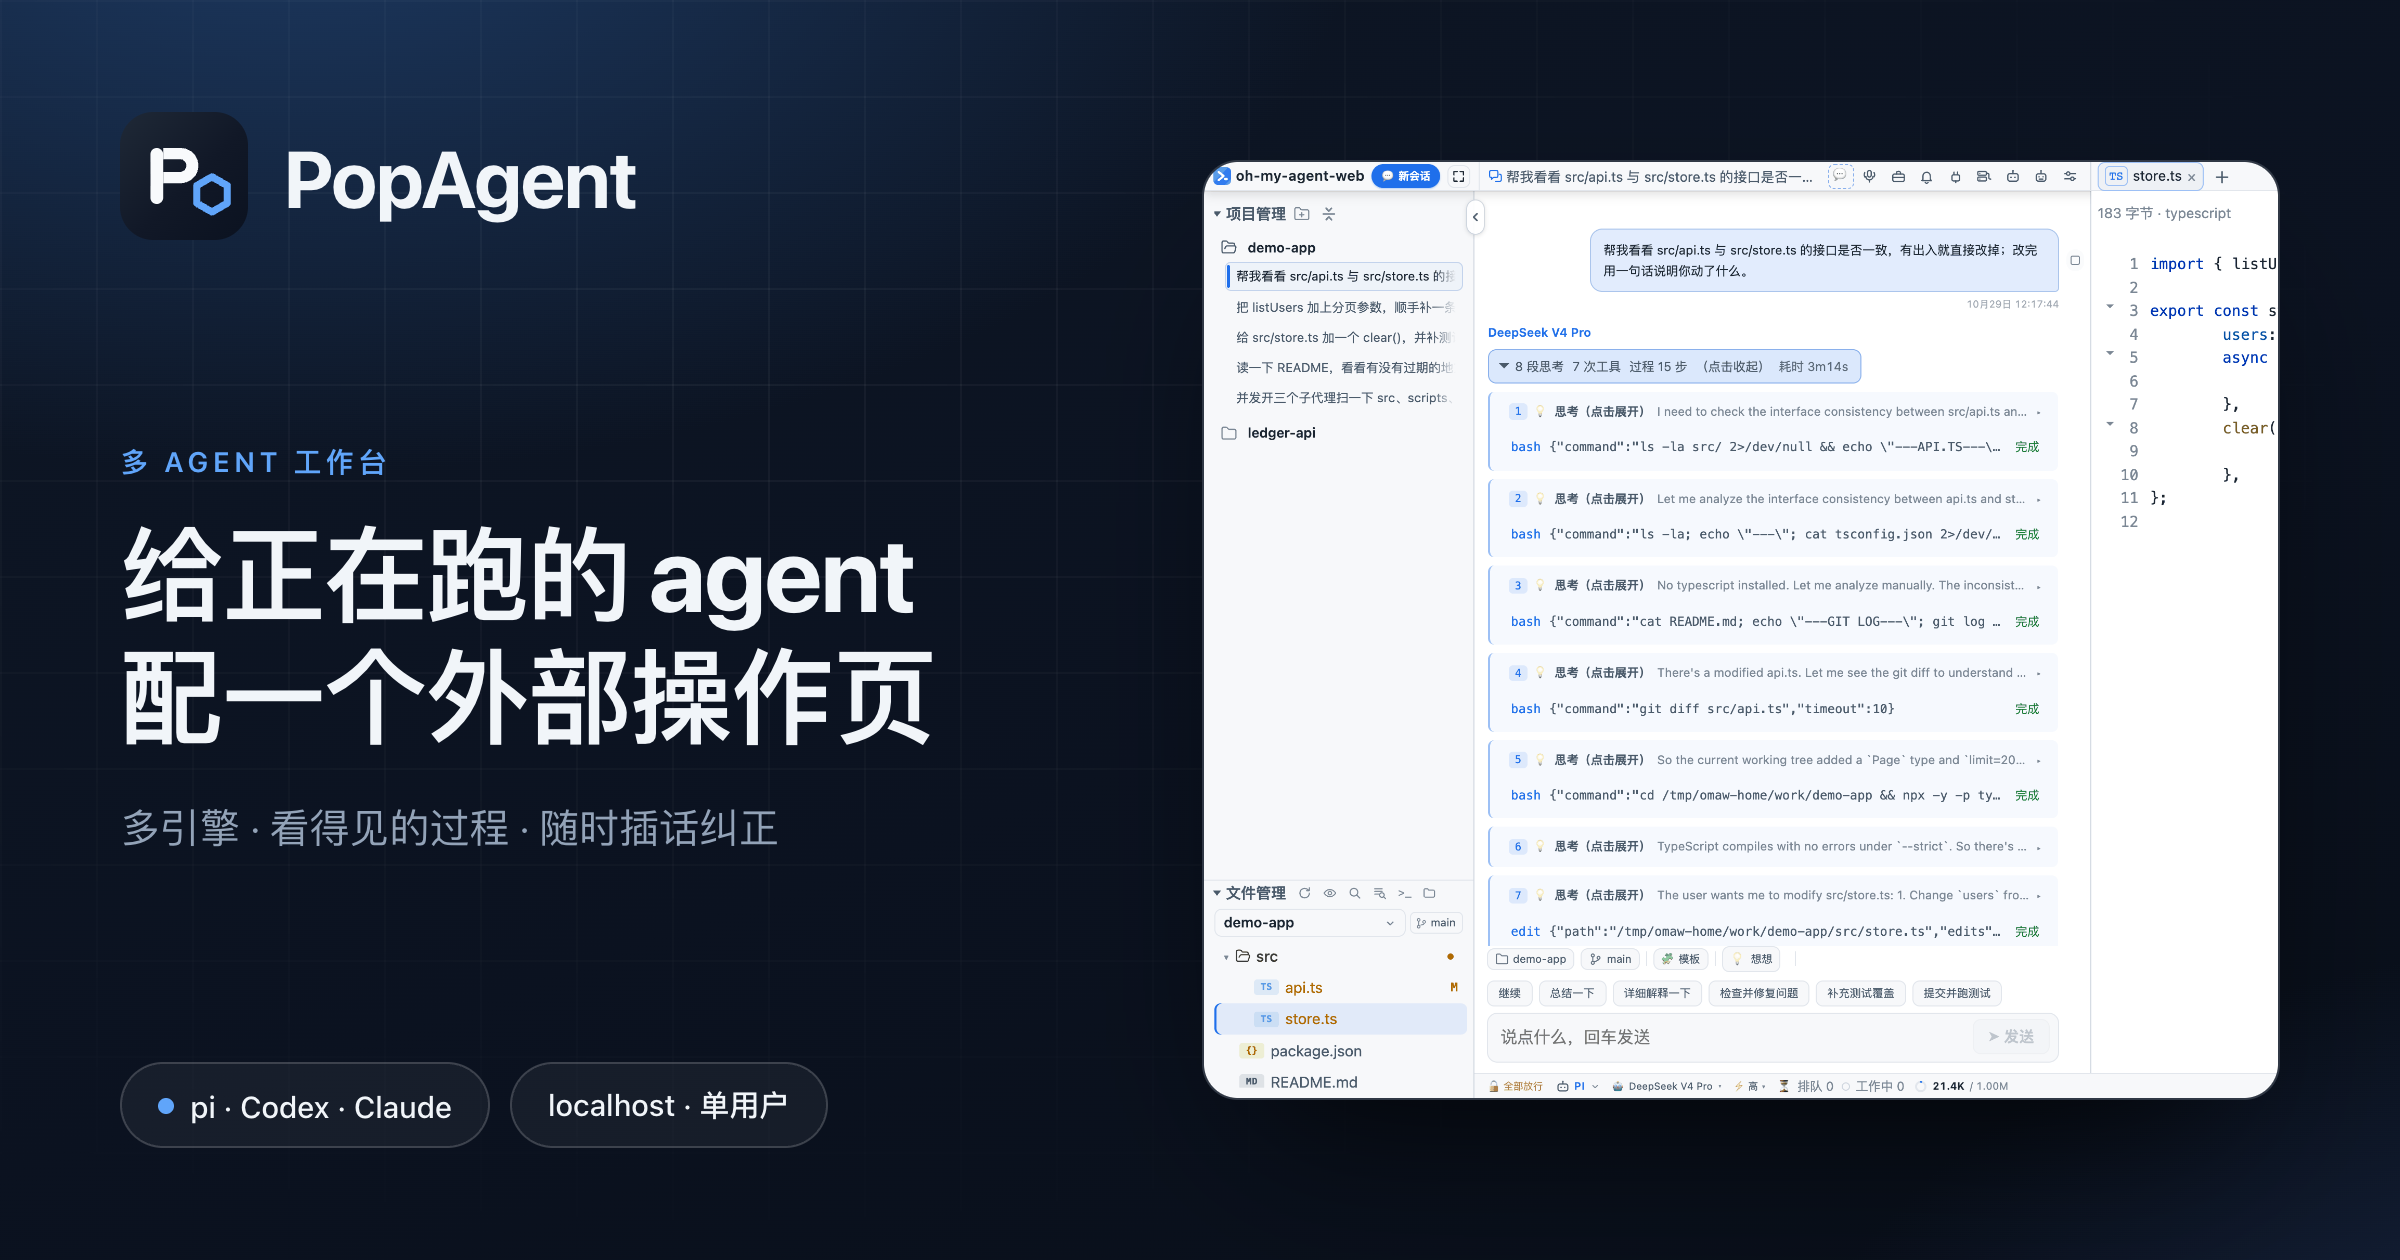 PopAgent
多 AGENT 工作台
给正在跑的 agent
配一个外部操作页
多引擎 · 看得见的过程 · 随时插话纠正
pi · Codex · Claude
localhost · 单用户
oh-my-agent-web
新会话
项目管理
demo-app
帮我看看 src/api.ts 与 src/store.ts 的接
把 listUsers 加上分页参数，顺手补一条
给 src/store.ts 加一个 clear()，并补测
读一下 README，看看有没有过期的地
并发开三个子代理扫一下 src、scripts、
ledger-api
文件管理
demo-app
main
src
TS api.ts M
TS store.ts
{} package.json
MD README.md
帮我看看 src/api.ts 与 src/store.ts 的接口是否一...
帮我看看 src/api.ts 与 src/store.ts 的接口是否一致，有出入就直接改掉；改完
用一句话说明你动了什么。
10月29日 12:17:44
DeepSeek V4 Pro
8 段思考 7 次工具 过程 15 步 （点击收起） 耗时 3m14s
1 思考（点击展开） I need to check the interface consistency between src/api.ts an...
bash {"command":"ls -la src/ 2>/dev/null && echo \"---API.TS---\… 完成
2 思考（点击展开） Let me analyze the interface consistency between api.ts and st...
bash {"command":"ls -la; echo \"---\"; cat tsconfig.json 2>/dev/… 完成
3 思考（点击展开） No typescript installed. Let me analyze manually. The inconsist...
bash {"command":"cat README.md; echo \"---GIT LOG---\"; git log … 完成
4 思考（点击展开） There's a modified api.ts. Let me see the git diff to understand ...
bash {"command":"git diff src/api.ts","timeout":10} 完成
5 思考（点击展开） So the current working tree added a `Page` type and `limit=20...
bash {"command":"cd /tmp/omaw-home/work/demo-app && npx -y -p ty… 完成
6 思考（点击展开） TypeScript compiles with no errors under `--strict`. So there's ...
7 思考（点击展开） The user wants me to modify src/store.ts: 1. Change `users` fro...
edit {"path":"/tmp/omaw-home/work/demo-app/src/store.ts","edits"… 完成
demo-app main 模板 想想
继续 总结一下 详细解释一下 检查并修复问题 补充测试覆盖 提交并跑测试
说点什么，回车发送
发送
全部放行 PI DeepSeek V4 Pro 高 排队 0 工作中 0 21.4K / 1.00M
TS store.ts × +
183 字节 · typescript
1 import { listU
2
3 export const s
4 users:
5 async
6
7 },
8 clear(
9
10 },
11 };
12